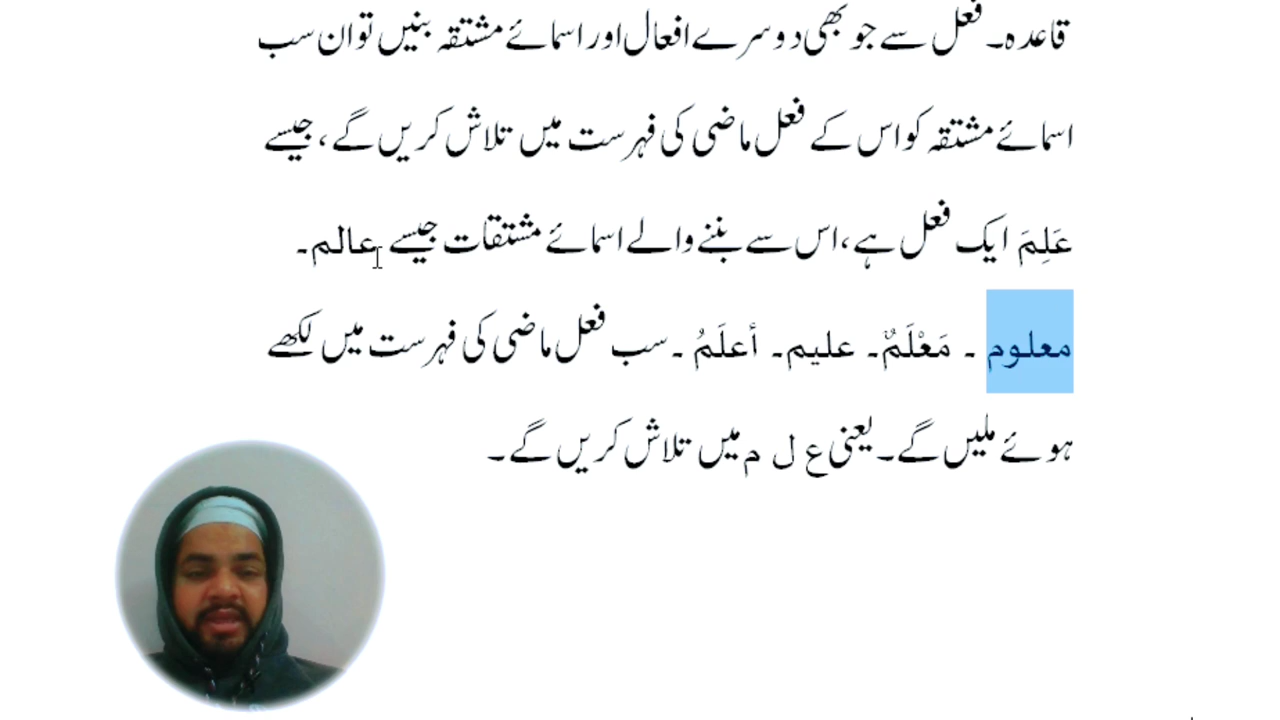 قاعدہ۔ فعل سے جو بھی دوسرے افعال اور اسمائے مشتقہ بنیں تو ان سب
اسمائے مشتقہ کو اس کے فعل ماضی کی فہرست میں تلاش کریں گے، جیسے
عَلِمَ ایک فعل ہے، اس سے بننے والے اسمائے مشتقات جیسے عالم۔
معلوم ۔ مَعْلَمٌ۔ علیم۔ أعلَمُ ۔ سب فعل ماضی کی فہرست میں لکھے
ہوئے ملیں گے۔ یعنی ع ل م میں تلاش کریں گے۔